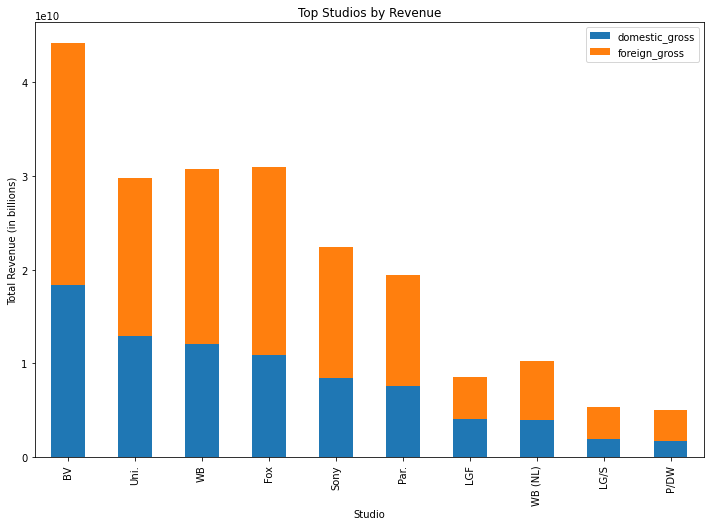 Top Studios by Revenue
1e10
domestic_gross
foreign_gross
Total Revenue (in billions)
4
3
2
1
0
BV
Uni.
WB
Fox
Sony
Par.
LGF
WB (NL)
LG/S
P/DW
Studio